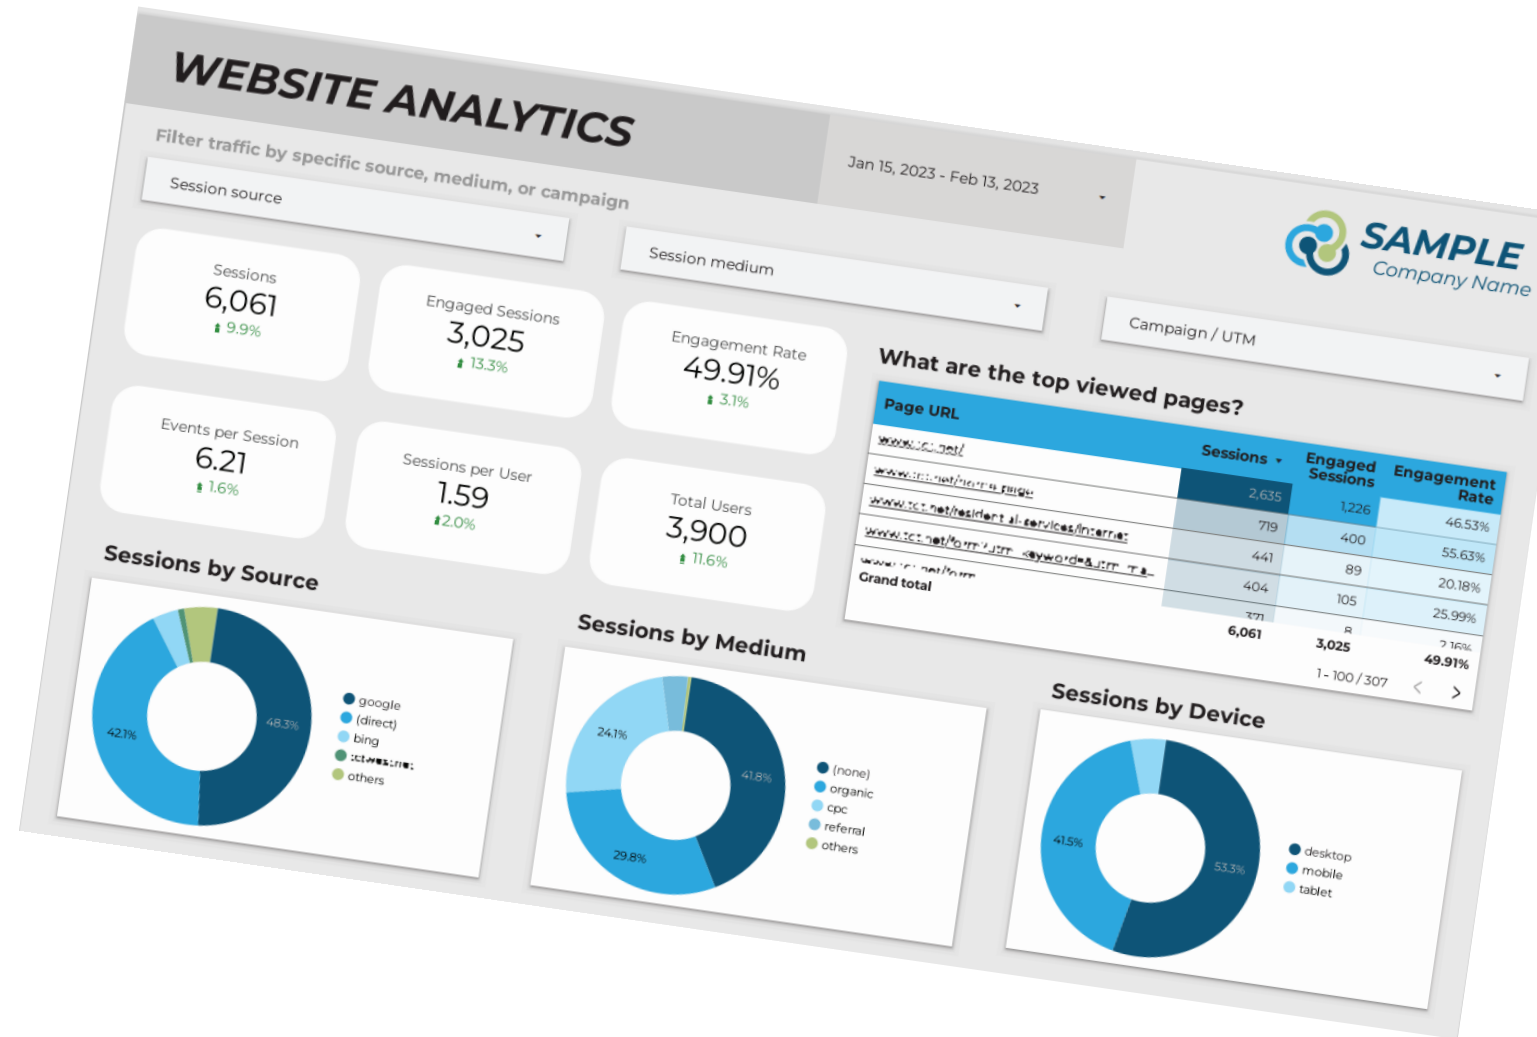 WEBSITE ANALYTICS
Jan 15, 2023 - Feb 13, 2023
SAMPLE
Company Name
Filter traffic by specific source, medium, or campaign
Session source
Session medium
Campaign / UTM
Sessions
6,061
9.9%
Engaged Sessions
3,025
13.3%
Engagement Rate
49.91%
3.1%
Events per Session
6.21
1.6%
Sessions per User
1.59
2.0%
Total Users
3,900
11.6%
What are the top viewed pages?
Page URL Sessions Engaged Sessions Engagement Rate
2,635 1,226 46.53%
719 400 55.63%
441 89 20.18%
404 105 25.99%
371 8 2.16%
Grand total 6,061 3,025 49.91%
1 - 100 / 307
Sessions by Source
48.3%
42.1%
google
(direct)
bing
others
Sessions by Medium
41.8%
29.8%
24.1%
(none)
organic
cpc
referral
others
Sessions by Device
53.3%
41.5%
desktop
mobile
tablet